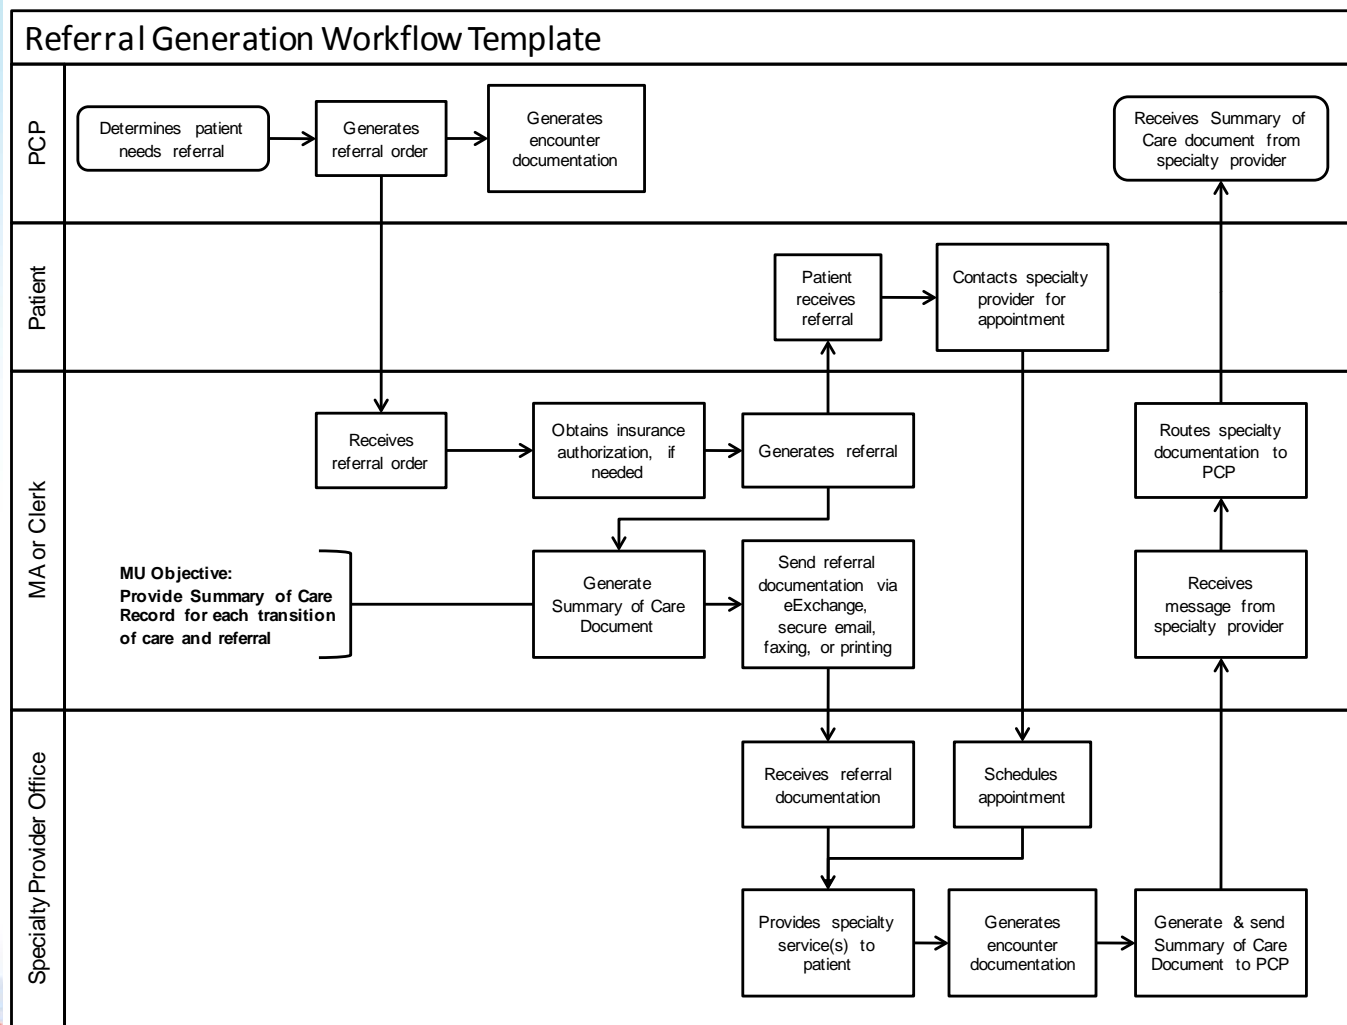 Referral Generation Workflow Template
PCP
Determines patient
needs referral
Generates
referral order
Generates
encounter
documentation
Receives Summary of
Care document from
specialty provider
Patient
Patient
receives
referral
Contacts specialty
provider for
appointment
MA or Clerk
Receives
referral order
Obtains insurance
authorization, if
needed
Generates referral
Routes specialty
documentation to
PCP
MU Objective:
Provide Summary of Care
Record for each transition
of care and referral
Generate
Summary of Care
Document
Send referral
documentation via
eExchange,
secure email,
faxing, or printing
Receives
message from
specialty provider
Specialty Provider Office
Receives referral
documentation
Schedules
appointment
Provides specialty
service(s) to
patient
Generates
encounter
documentation
Generate & send
Summary of Care
Document to PCP